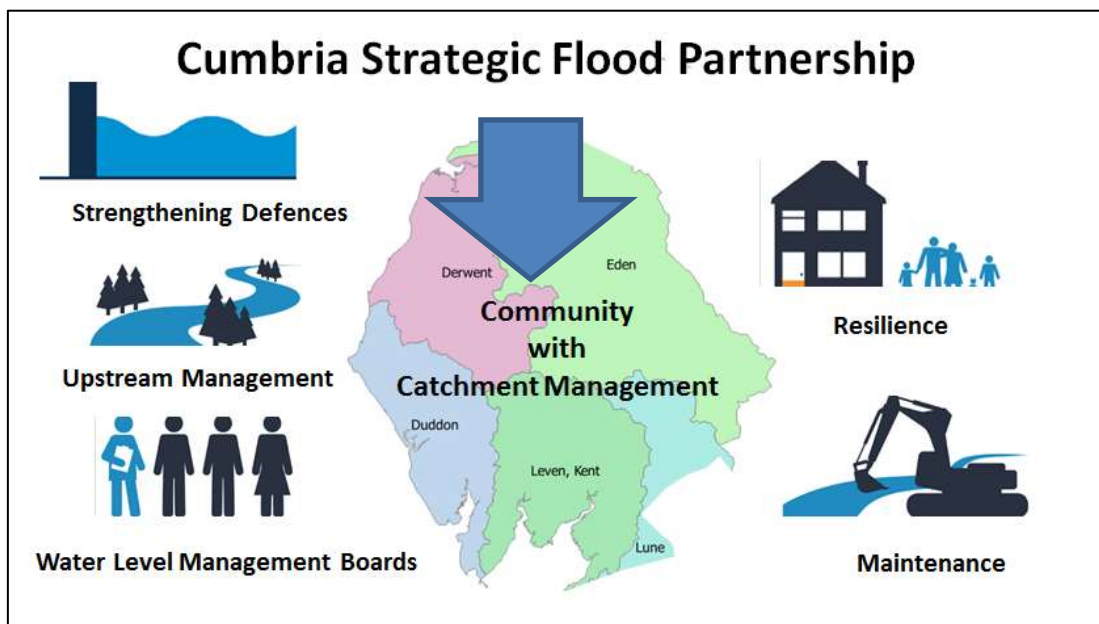 Cumbria Strategic Flood Partnership
Strengthening Defences
Upstream Management
Water Level Management Boards
Derwent
Eden
Community
with
Catchment Management
Duddon
Leven, Kent
Lune
Resilience
Maintenance